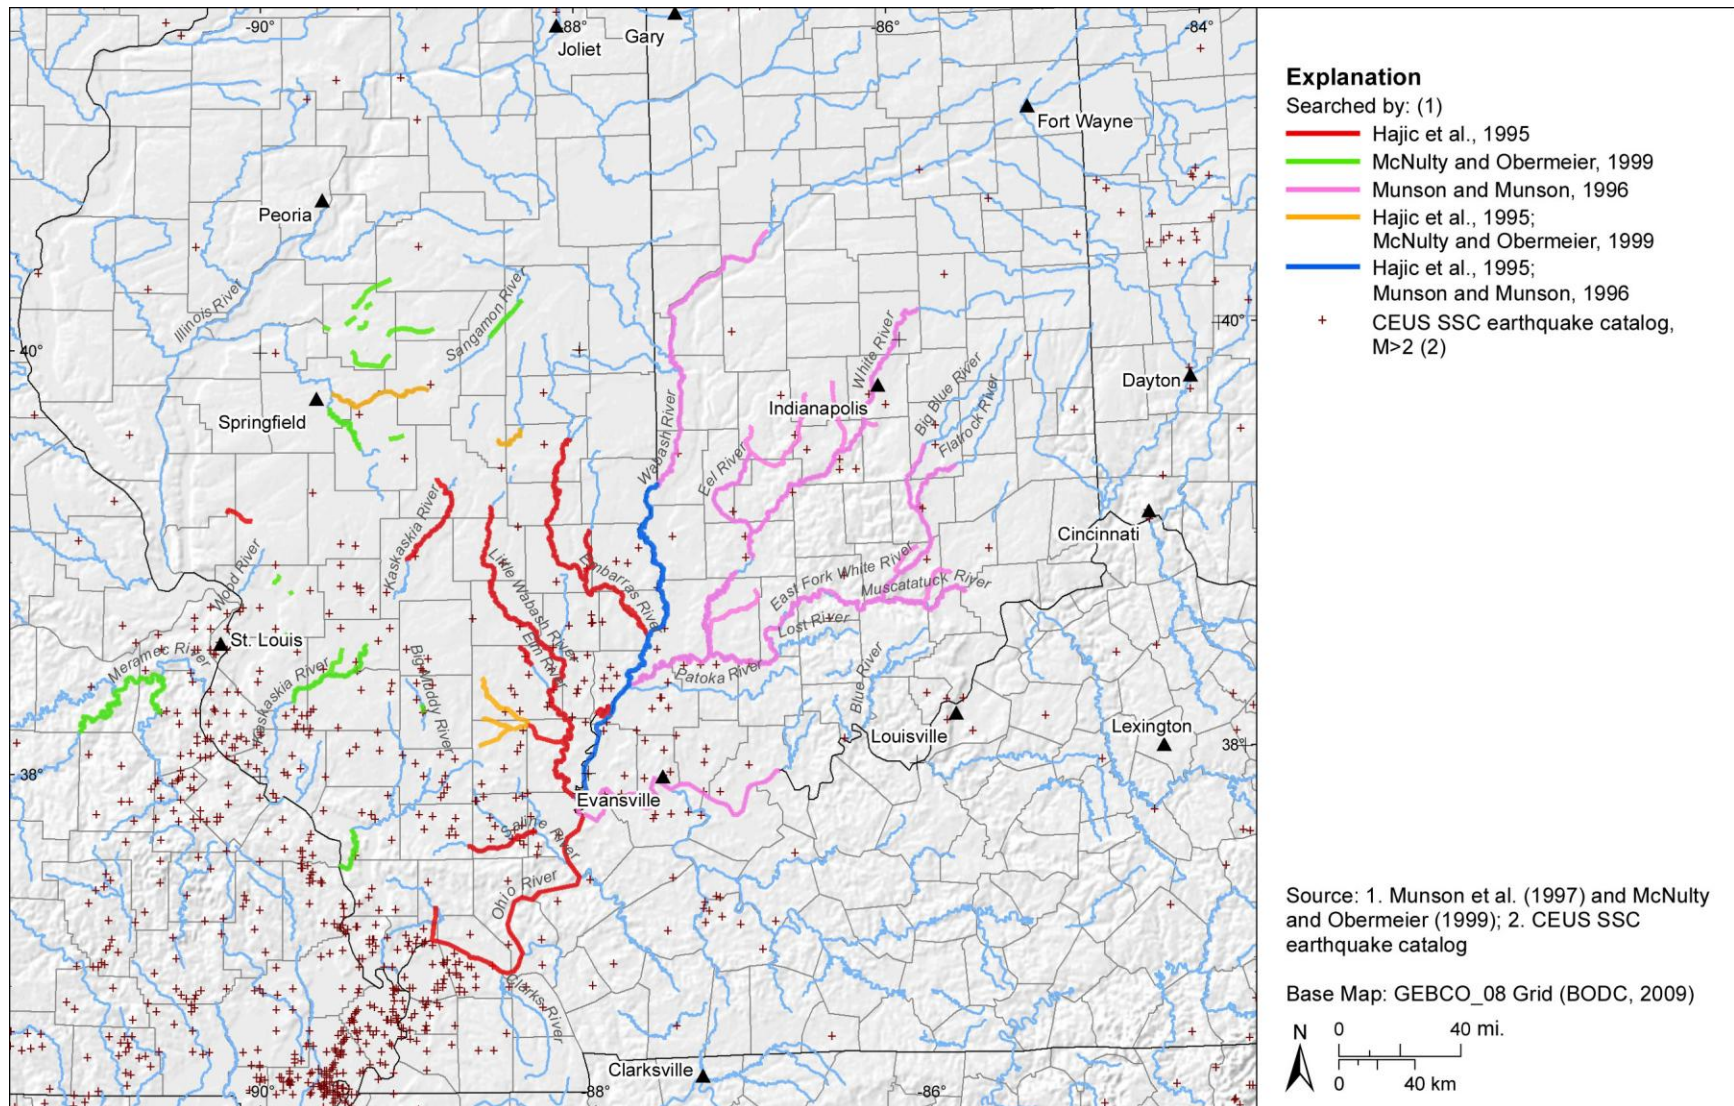 -90°
-88°
-86°
-84°
Joliet
Gary
Fort Wayne
Peoria
Illinois River
Sangamon River
40°
40°
White River
Wabash River
Big Blue River
Flatrock River
Indianapolis
Dayton
Springfield
Eel River
Kaskaskia River
Cincinnati
Wood River
Little Wabash River
Embarras River
East Fork White River
Muscatatuck River
Lost River
St. Louis
Meramec River
Elm River
Patoka River
Blue River
Kaskaskia River
Big Muddy River
Louisville
Lexington
38°
38°
Evansville
Saline River
Ohio River
Clarks River
Clarksville
-90°
-88°
-86°
Explanation
Searched by: (1)
Hajic et al., 1995
McNulty and Obermeier, 1999
Munson and Munson, 1996
Hajic et al., 1995;
McNulty and Obermeier, 1999
Hajic et al., 1995;
Munson and Munson, 1996
CEUS SSC earthquake catalog,
M>2 (2)
Source: 1. Munson et al. (1997) and McNulty
and Obermeier (1999); 2. CEUS SSC
earthquake catalog
Base Map: GEBCO_08 Grid (BODC, 2009)
N
0 40 mi.
0 40 km